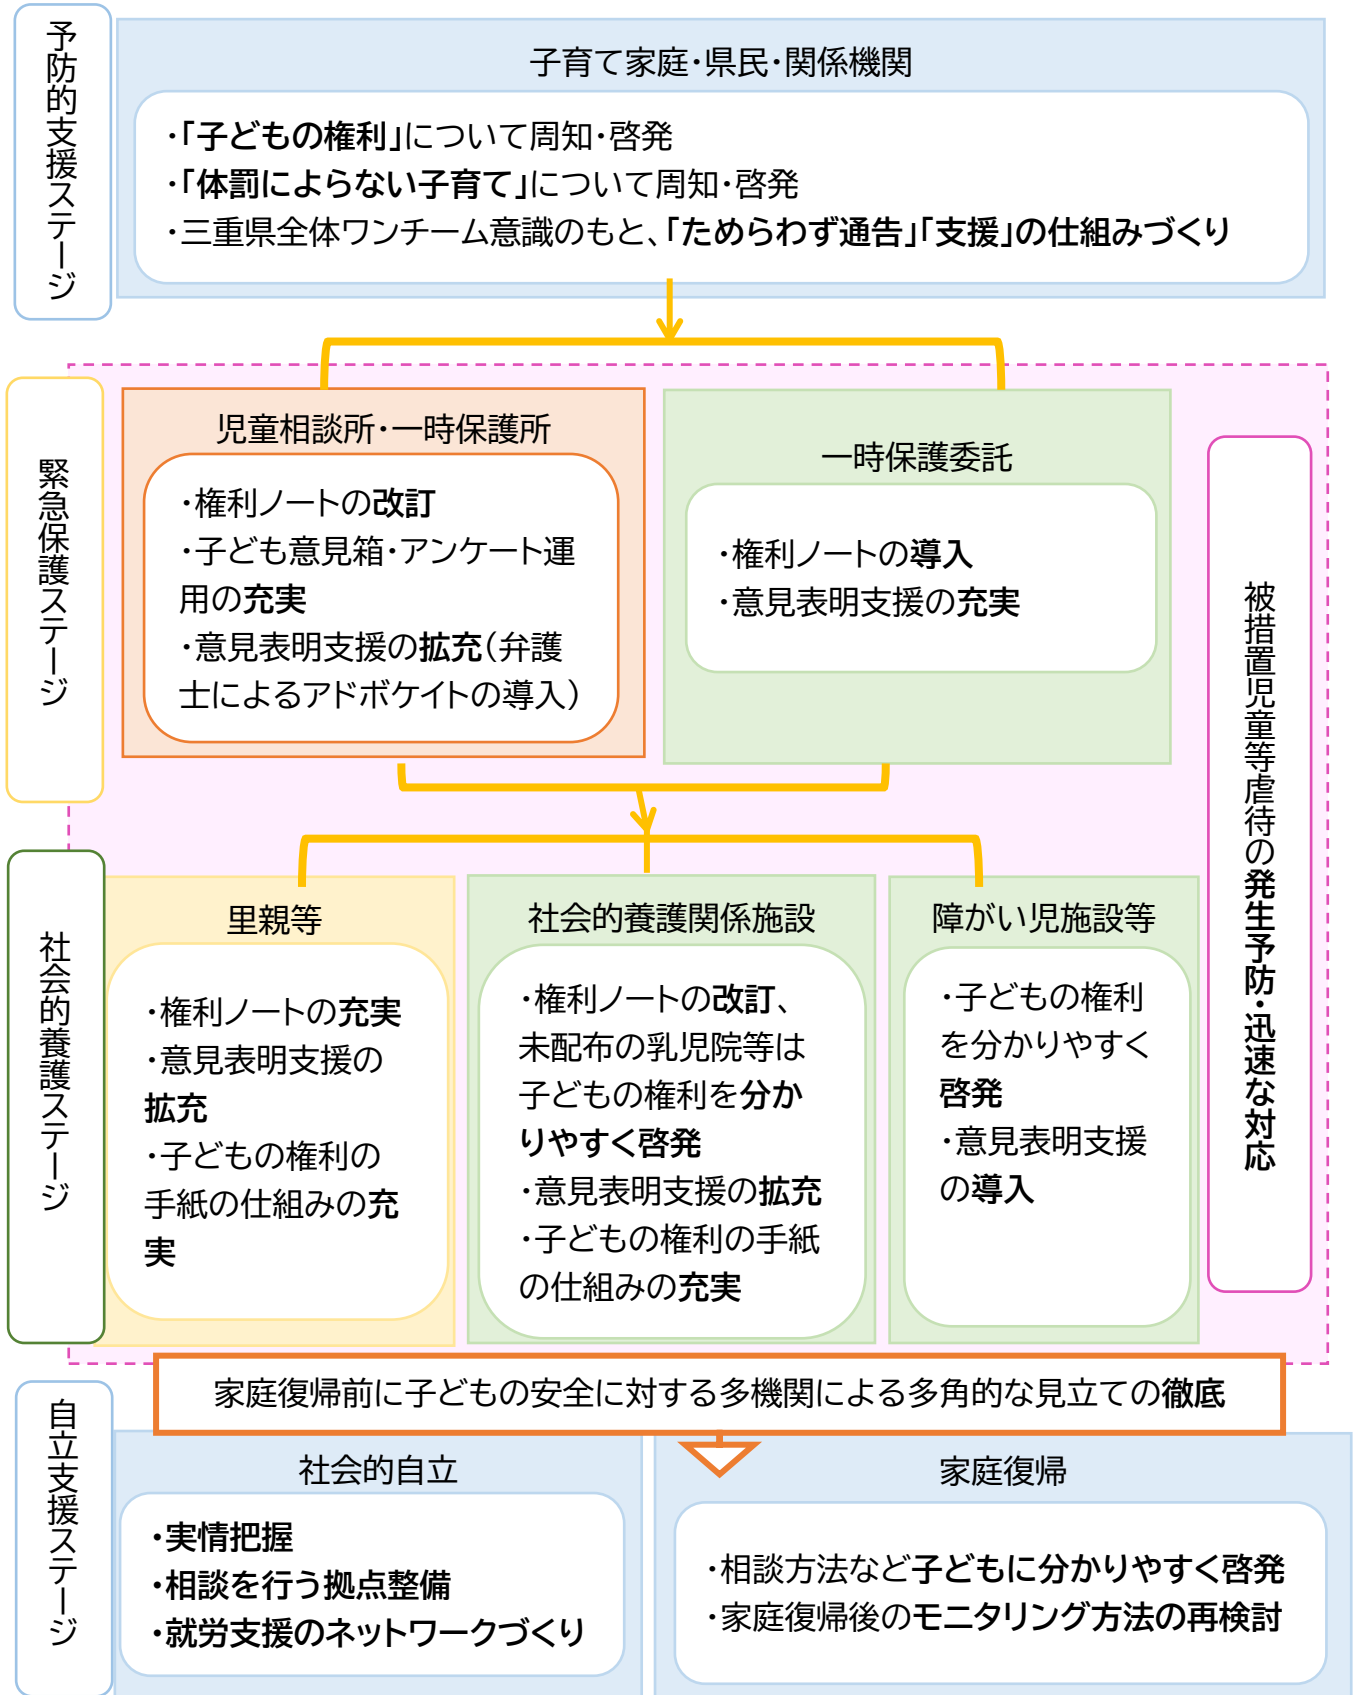 予防的支援ステージ
子育て家庭・県民・関係機関
・「子どもの権利」について周知・啓発
・「体罰によらない子育て」について周知・啓発
・三重県全体ワンチーム意識のもと、「ためらわず通告」「支援」の仕組みづくり
緊急保護ステージ
児童相談所・一時保護所
・権利ノートの改訂
・子ども意見箱・アンケート運
用の充実
・意見表明支援の拡充(弁護
士によるアドボケイトの導入)
一時保護委託
・権利ノートの導入
・意見表明支援の充実
被措置児童等虐待の発生予防・迅速な対応
社会的養護ステージ
里親等
・権利ノートの充実
・意見表明支援の
拡充
・子どもの権利の
手紙の仕組みの充
実
社会的養護関係施設
・権利ノートの改訂、
未配布の乳児院等は
子どもの権利を分か
りやすく啓発
・意見表明支援の拡充
・子どもの権利の手紙
の仕組みの充実
障がい児施設等
・子どもの権利
を分かりやすく
啓発
・意見表明支援
の導入
家庭復帰前に子どもの安全に対する多機関による多角的な見立ての徹底
自立支援ステージ
社会的自立
・実情把握
・相談を行う拠点整備
・就労支援のネットワークづくり
家庭復帰
・相談方法など子どもに分かりやすく啓発
・家庭復帰後のモニタリング方法の再検討